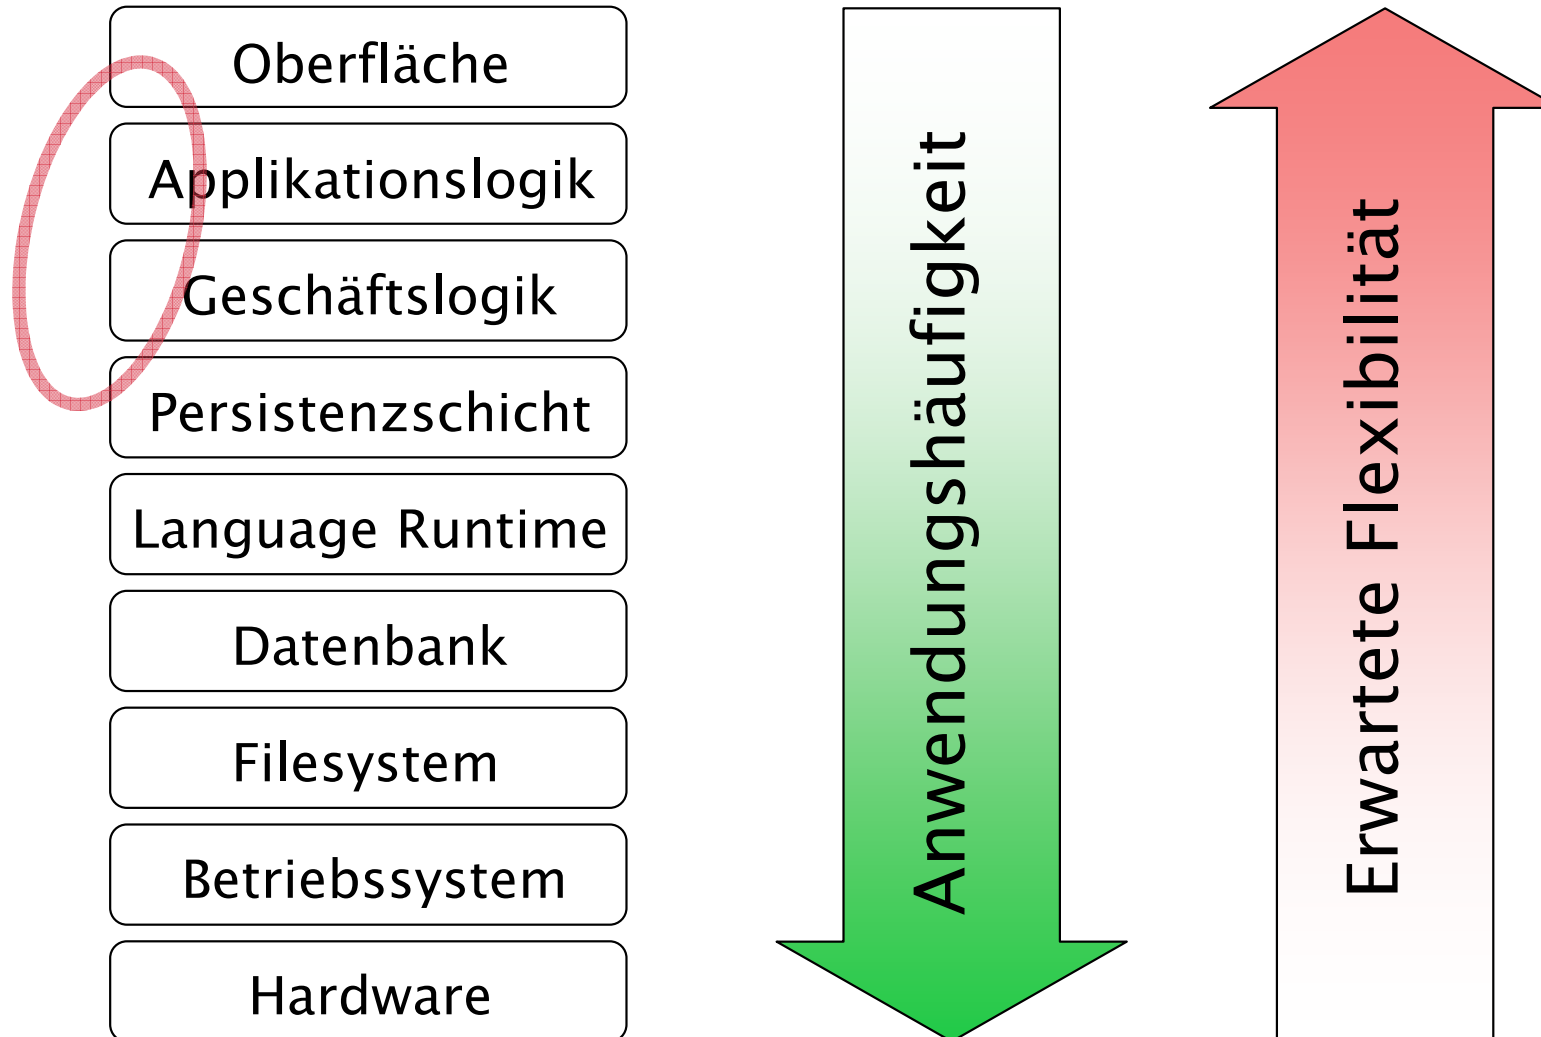 Oberfläche
Applikationslogik
Geschäftslogik
Persistenzschicht
Language Runtime
Datenbank
Filesystem
Betriebssystem
Hardware
Anwendungshäufigkeit
Erwartete Flexibilität